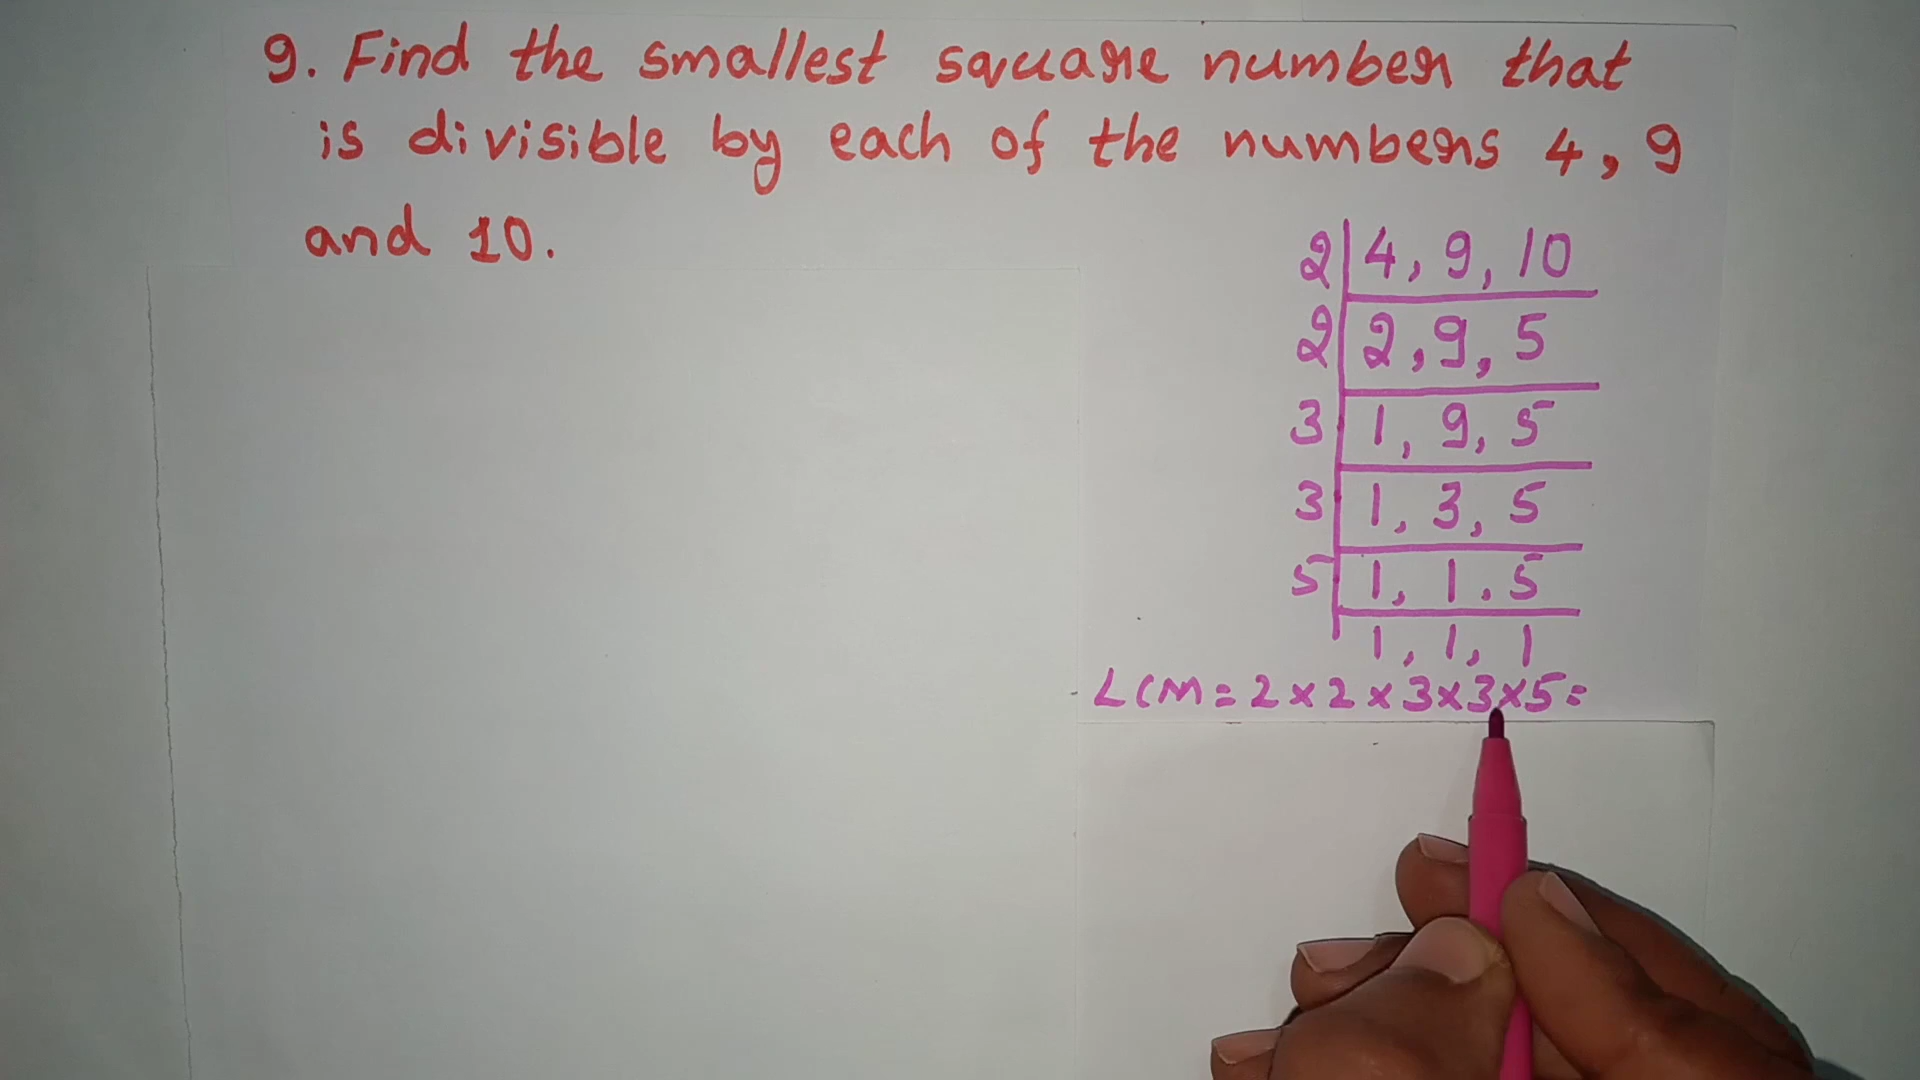 9. Find the smallest square number that
is divisible by each of the numbers 4, 9
and 10.
2 4, 9, 10
2 2, 9, 5
3 1, 9, 5
3 1, 3, 5
5 1, 1. 5
1, 1, 1
LCM = 2 × 2 × 3 × 3 × 5 =